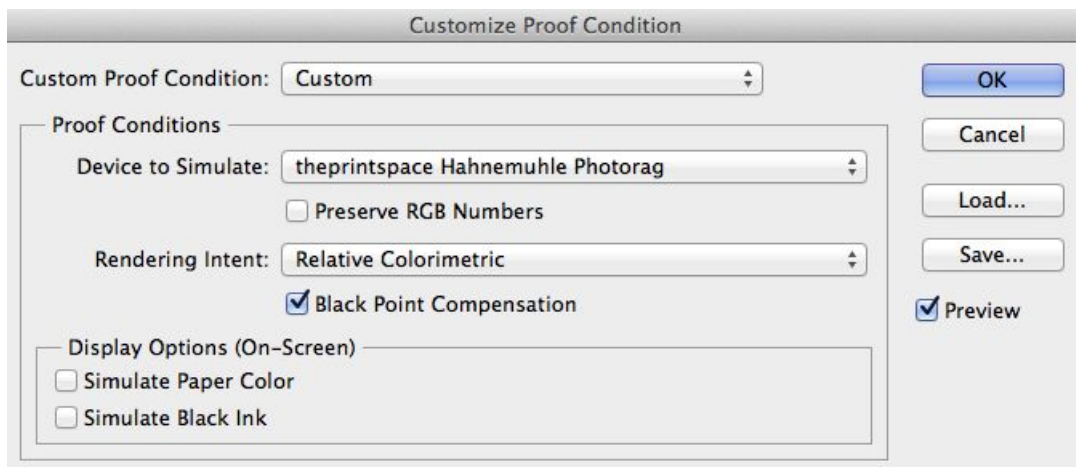 Customize Proof Condition
Custom Proof Condition: Custom
OK
Proof Conditions
Cancel
Device to Simulate: theprintspace Hahnemuhle Photorag
Preserve RGB Numbers
Load...
Rendering Intent: Relative Colorimetric
Save...
Black Point Compensation
Preview
Display Options (On-Screen)
Simulate Paper Color
Simulate Black Ink